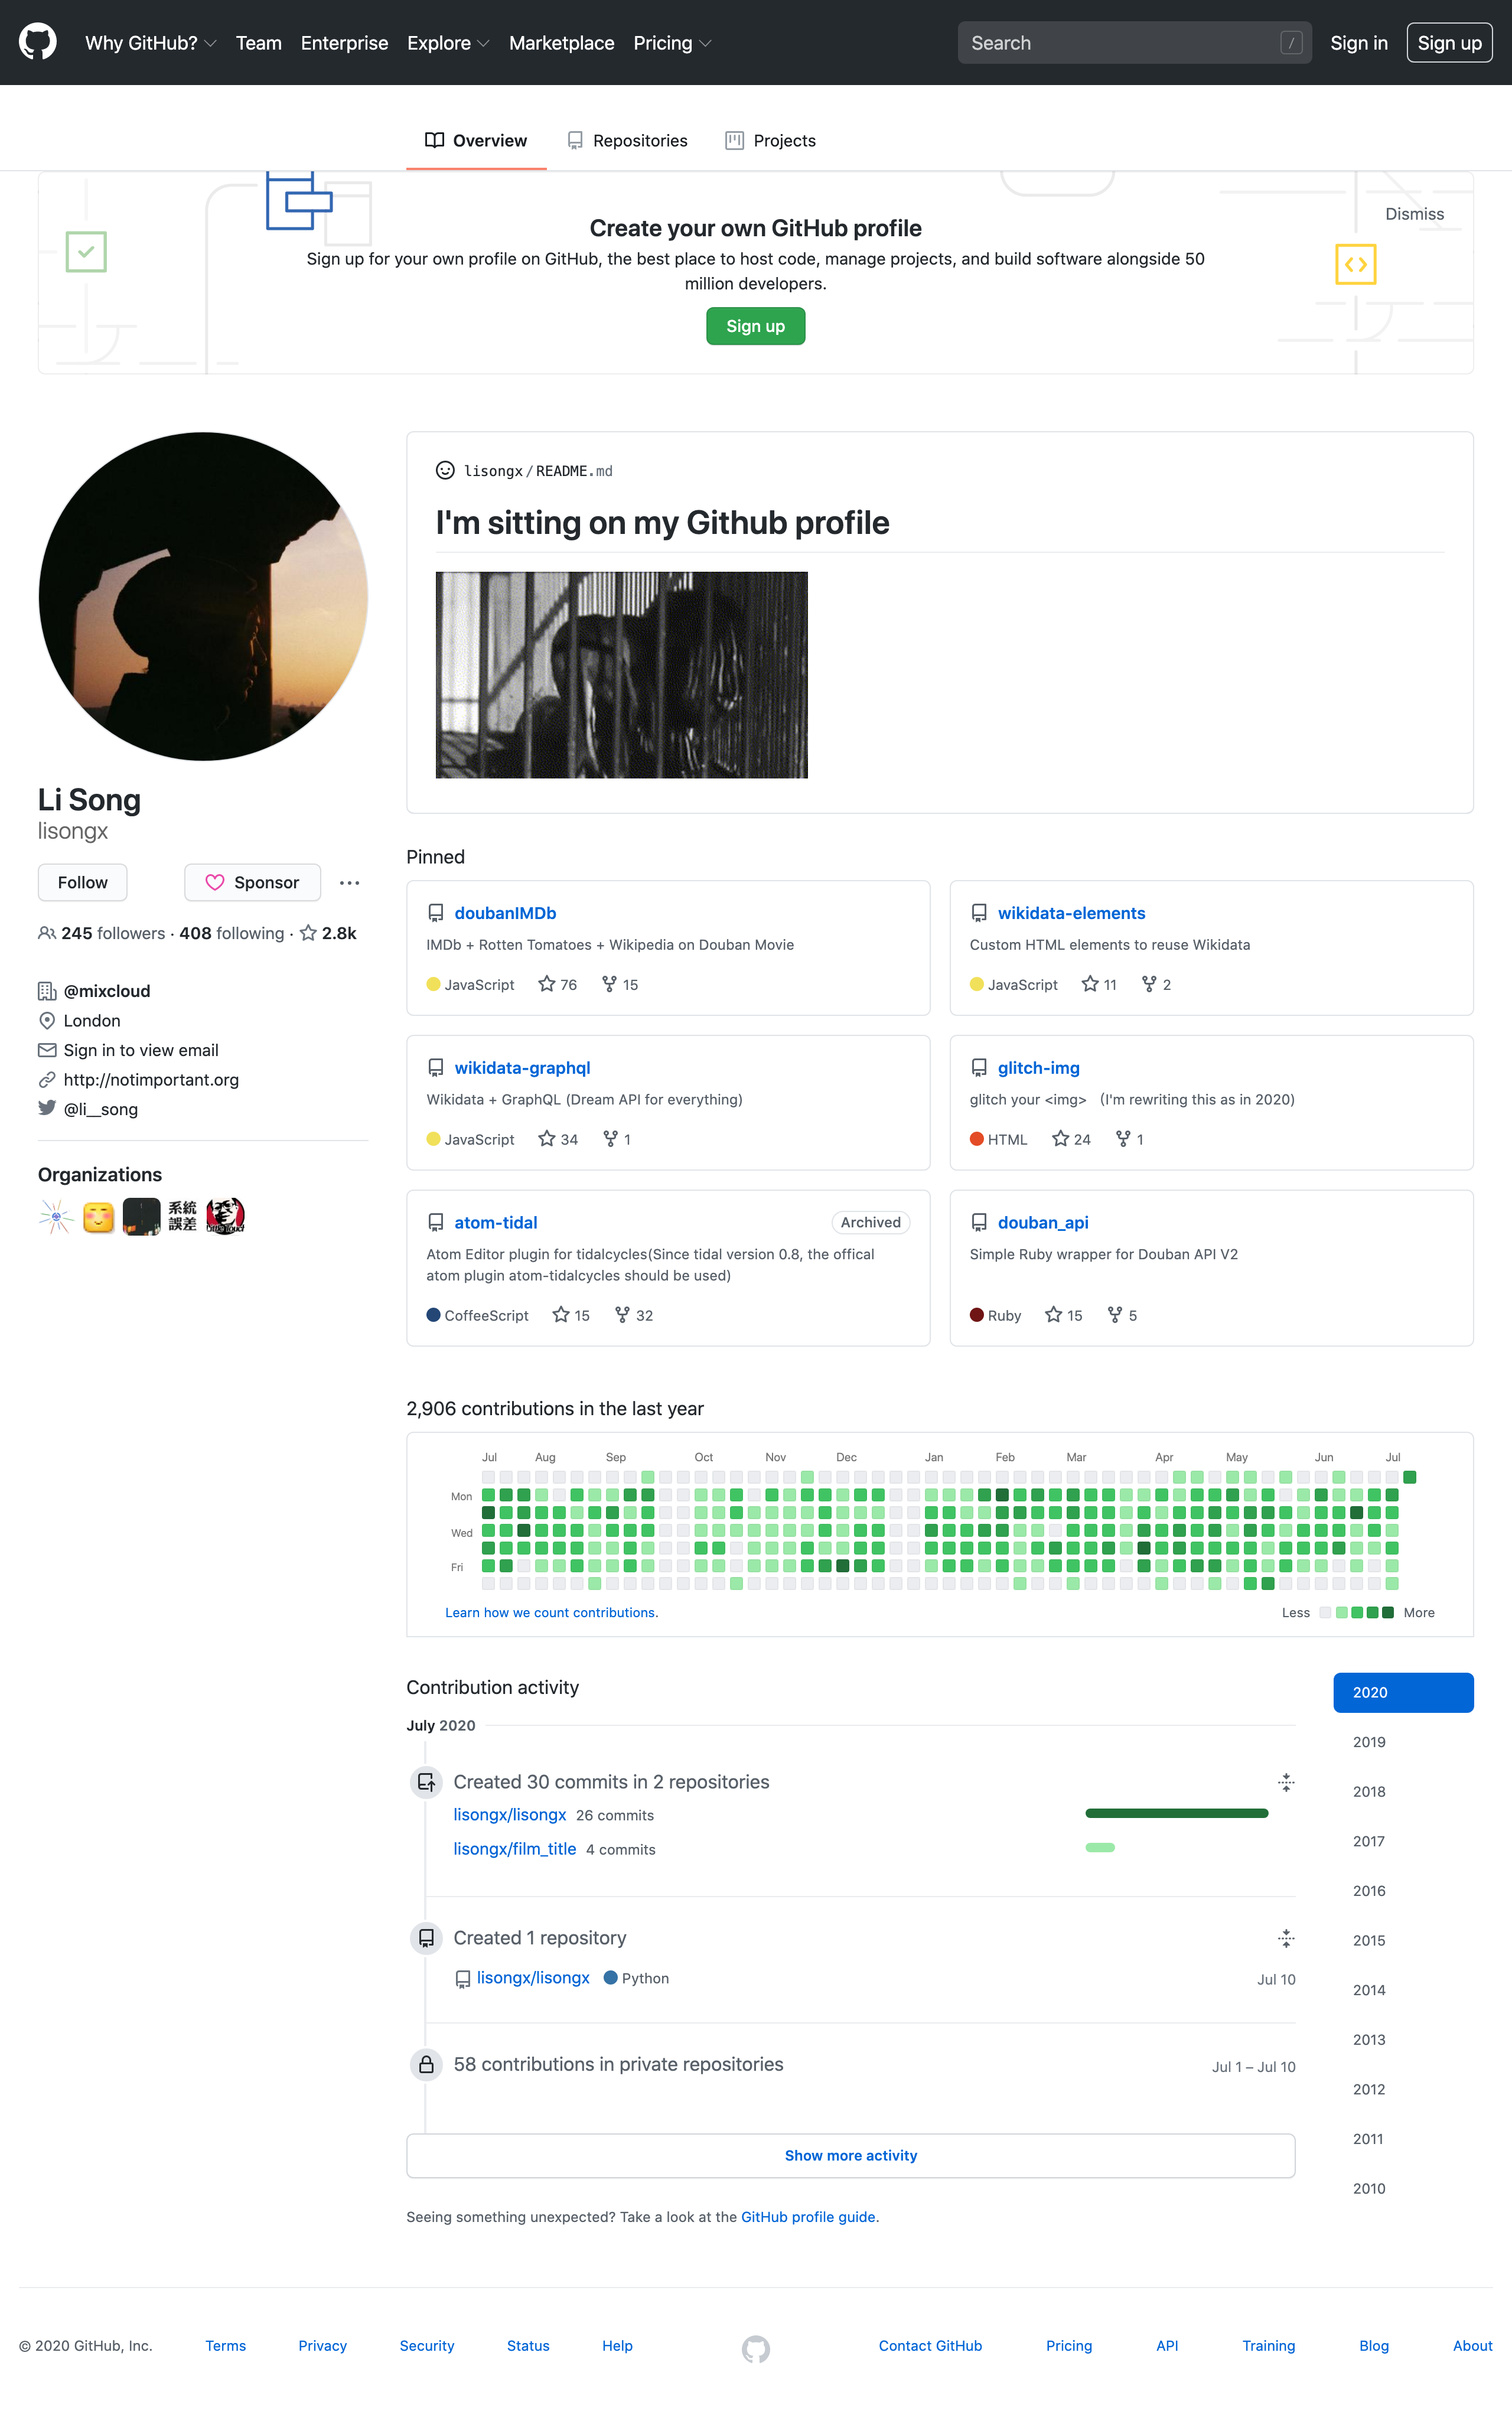 Why GitHub? Team Enterprise Explore Marketplace Pricing Search / Sign in Sign up
Overview Repositories Projects
Dismiss
Create your own GitHub profile
Sign up for your own profile on GitHub, the best place to host code, manage projects, and build software alongside 50
million developers.
Sign up
Li Song
lisongx
Follow Sponsor
245 followers · 408 following · 2.8k
@mixcloud
London
Sign in to view email
http://notimportant.org
@li__song
Organizations
系統
誤差
lisongx/README.md
I'm sitting on my Github profile
Pinned
doubanIMDb
IMDb + Rotten Tomatoes + Wikipedia on Douban Movie
JavaScript 76 15
wikidata-elements
Custom HTML elements to reuse Wikidata
JavaScript 11 2
wikidata-graphql
Wikidata + GraphQL (Dream API for everything)
JavaScript 34 1
glitch-img
glitch your <img> (I'm rewriting this as in 2020)
HTML 24 1
atom-tidal Archived
Atom Editor plugin for tidalcycles(Since tidal version 0.8, the offical
atom plugin atom-tidalcycles should be used)
CoffeeScript 15 32
douban_api
Simple Ruby wrapper for Douban API V2
Ruby 15 5
2,906 contributions in the last year
Jul Aug Sep Oct Nov Dec Jan Feb Mar Apr May Jun Jul
Mon
Wed
Fri
Learn how we count contributions. Less More
Contribution activity
July 2020
Created 30 commits in 2 repositories
lisongx/lisongx 26 commits
lisongx/film_title 4 commits
Created 1 repository
lisongx/lisongx Python Jul 10
58 contributions in private repositories Jul 1 – Jul 10
Show more activity
Seeing something unexpected? Take a look at the GitHub profile guide.
2020
2019
2018
2017
2016
2015
2014
2013
2012
2011
2010
© 2020 GitHub, Inc. Terms Privacy Security Status Help Contact GitHub Pricing API Training Blog About